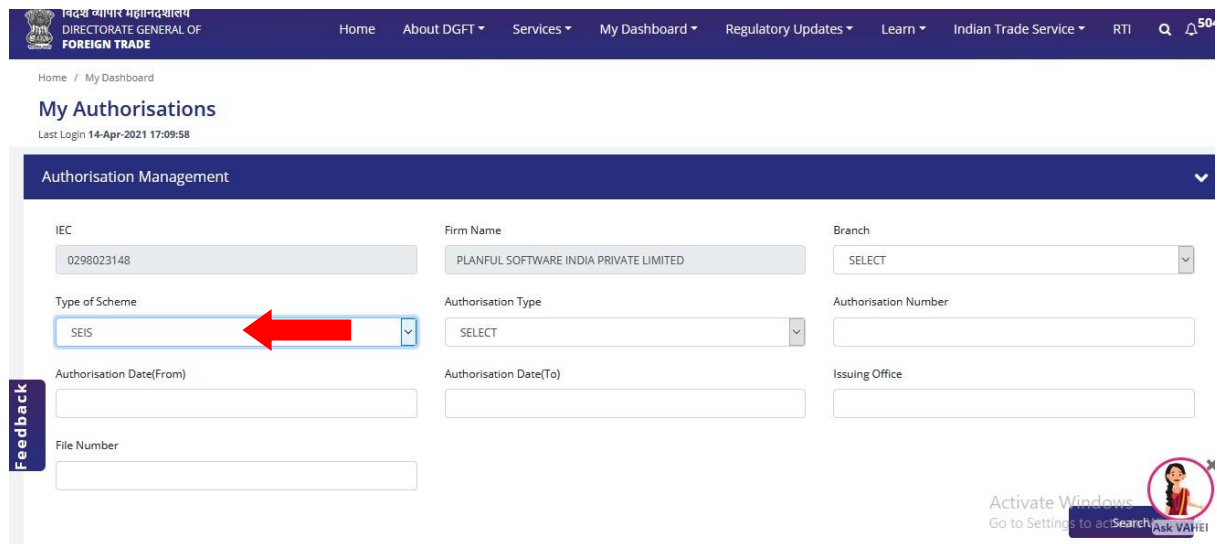 विदेश व्यापार महानिदेशालय
DIRECTORATE GENERAL OF
FOREIGN TRADE
Home About DGFT Services My Dashboard Regulatory Updates Learn Indian Trade Service RTI 504
Home / My Dashboard
My Authorisations
Last Login 14-Apr-2021 17:09:58
Authorisation Management
IEC Firm Name Branch
0298023148 PLANFUL SOFTWARE INDIA PRIVATE LIMITED SELECT
Type of Scheme Authorisation Type Authorisation Number
SEIS SELECT
Authorisation Date(From) Authorisation Date(To) Issuing Office
Feedback
File Number
Activate Windows
Go to Settings to act
Search
Ask VAHEI